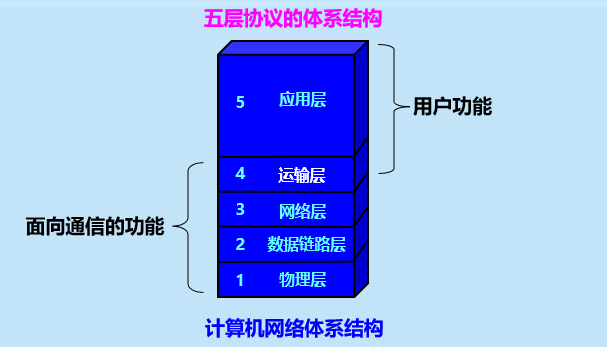 五层协议的体系结构
5 应用层
用户功能
4 运输层
3 网络层
面向通信的功能
2 数据链路层
1 物理层
计算机网络体系结构